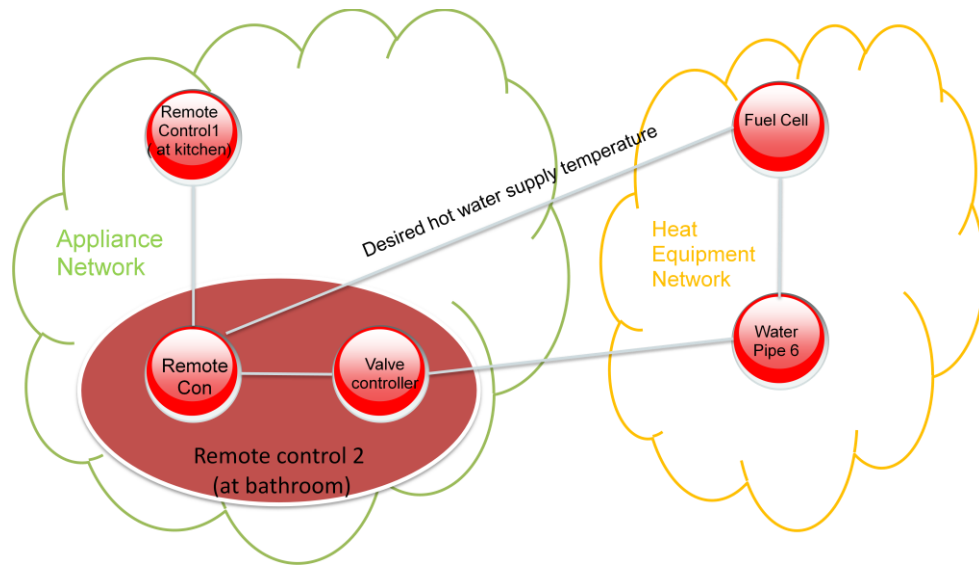 Remote
Control1
( at kitchen)
Fuel Cell
Desired hot water supply temperature
Appliance
Network
Heat
Equipment
Network
Remote
Con
Valve
controller
Water
Pipe 6
Remote control 2
(at bathroom)